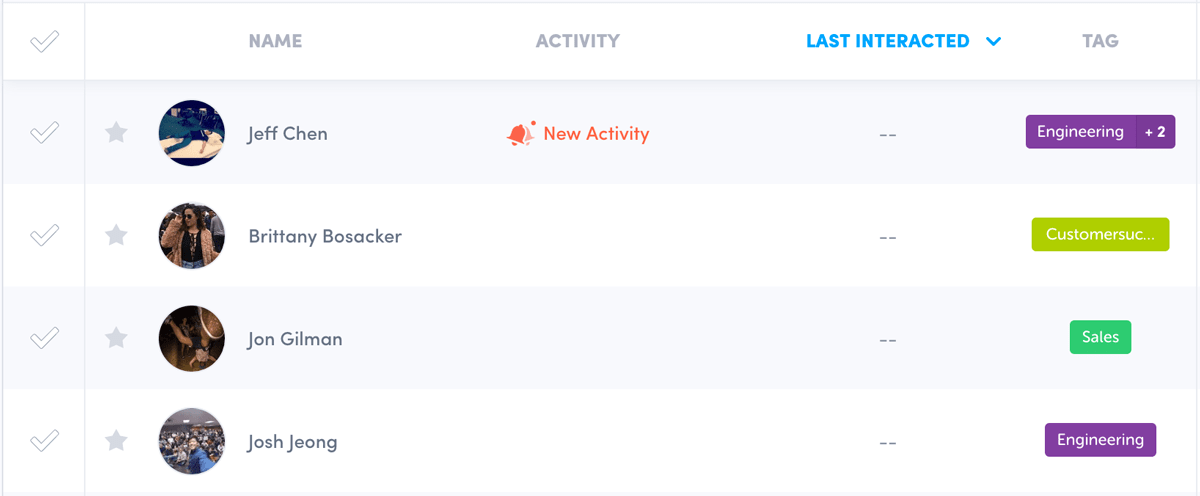 NAME ACTIVITY LAST INTERACTED TAG
Jeff Chen New Activity -- Engineering + 2
Brittany Bosacker -- Customersuc...
Jon Gilman -- Sales
Josh Jeong -- Engineering